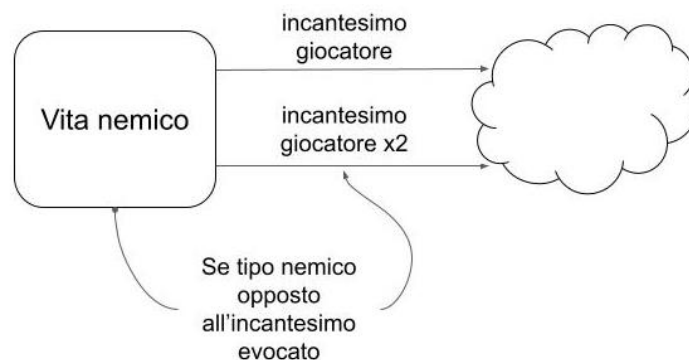 incantesimo
giocatore
Vita nemico
incantesimo
giocatore x2
Se tipo nemico
opposto
all'incantesimo
evocato